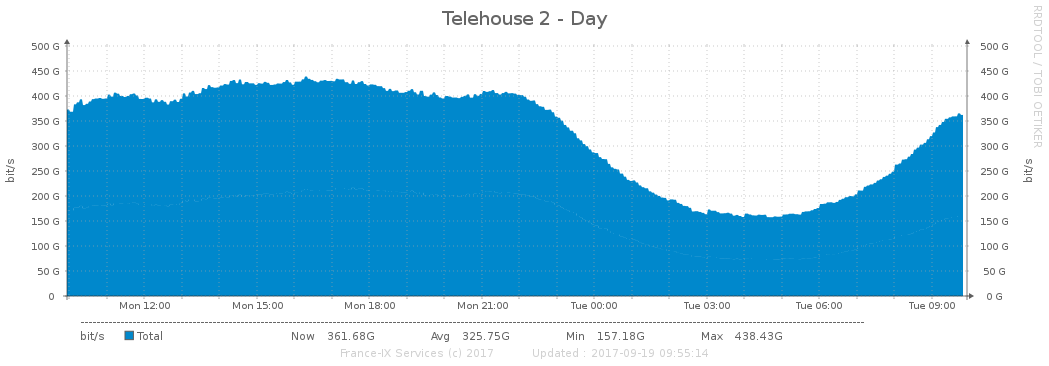 Telehouse 2 - Day
RRDTOOL / TOBI OETIKER
bit/s
500 G 500 G
450 G 450 G
400 G 400 G
350 G 350 G
300 G 300 G
250 G 250 G
200 G 200 G
150 G 150 G
100 G 100 G
50 G 50 G
0 0 G
bit/s
Mon 12:00 Mon 15:00 Mon 18:00 Mon 21:00 Tue 00:00 Tue 03:00 Tue 06:00 Tue 09:00
bit/s Total Now 361.68G Avg 325.75G Min 157.18G Max 438.43G
France-IX Services (c) 2017 Updated : 2017-09-19 09:55:14